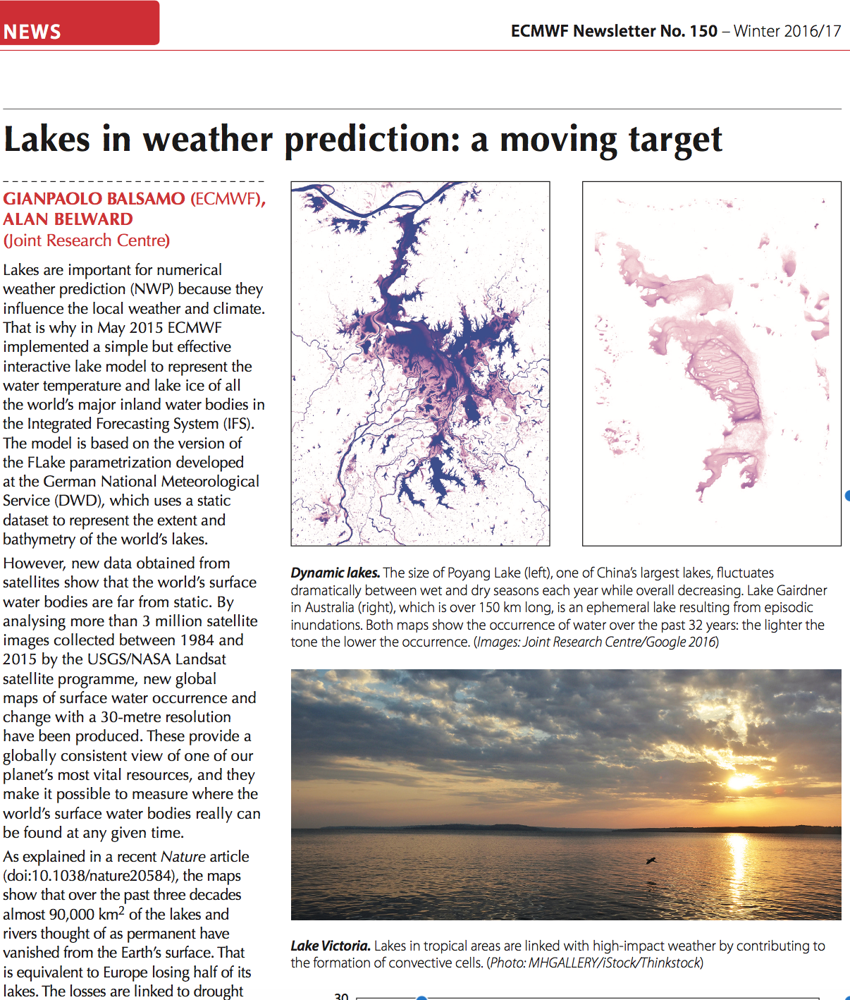 NEWS
ECMWF Newsletter No. 150 – Winter 2016/17
Lakes in weather prediction: a moving target
GIANPAOLO BALSAMO (ECMWF),
ALAN BELWARD
(Joint Research Centre)
Lakes are important for numerical
weather prediction (NWP) because they
influence the local weather and climate.
That is why in May 2015 ECMWF
implemented a simple but effective
interactive lake model to represent the
water temperature and lake ice of all
the world's major inland water bodies in
the Integrated Forecasting System (IFS).
The model is based on the version of
the FLake parametrization developed
at the German National Meteorological
Service (DWD), which uses a static
dataset to represent the extent and
bathymetry of the world's lakes.
However, new data obtained from
satellites show that the world's surface
water bodies are far from static. By
analysing more than 3 million satellite
images collected between 1984 and
2015 by the USGS/NASA Landsat
satellite programme, new global
maps of surface water occurrence and
change with a 30-metre resolution
have been produced. These provide a
globally consistent view of one of our
planet's most vital resources, and they
make it possible to measure where the
world's surface water bodies really can
be found at any given time.
As explained in a recent Nature article
(doi:10.1038/nature20584), the maps
show that over the past three decades
almost 90,000 km² of the lakes and
rivers thought of as permanent have
vanished from the Earth's surface. That
is equivalent to Europe losing half of its
lakes. The losses are linked to drought
Dynamic lakes. The size of Poyang Lake (left), one of China's largest lakes, fluctuates
dramatically between wet and dry seasons each year while overall decreasing. Lake Gairdner
in Australia (right), which is over 150 km long, is an ephemeral lake resulting from episodic
inundations. Both maps show the occurrence of water over the past 32 years: the lighter the
tone the lower the occurrence. (Images: Joint Research Centre/Google 2016)
Lake Victoria. Lakes in tropical areas are linked with high-impact weather by contributing to
the formation of convective cells. (Photo: MHGALLERY/iStock/Thinkstock)
30